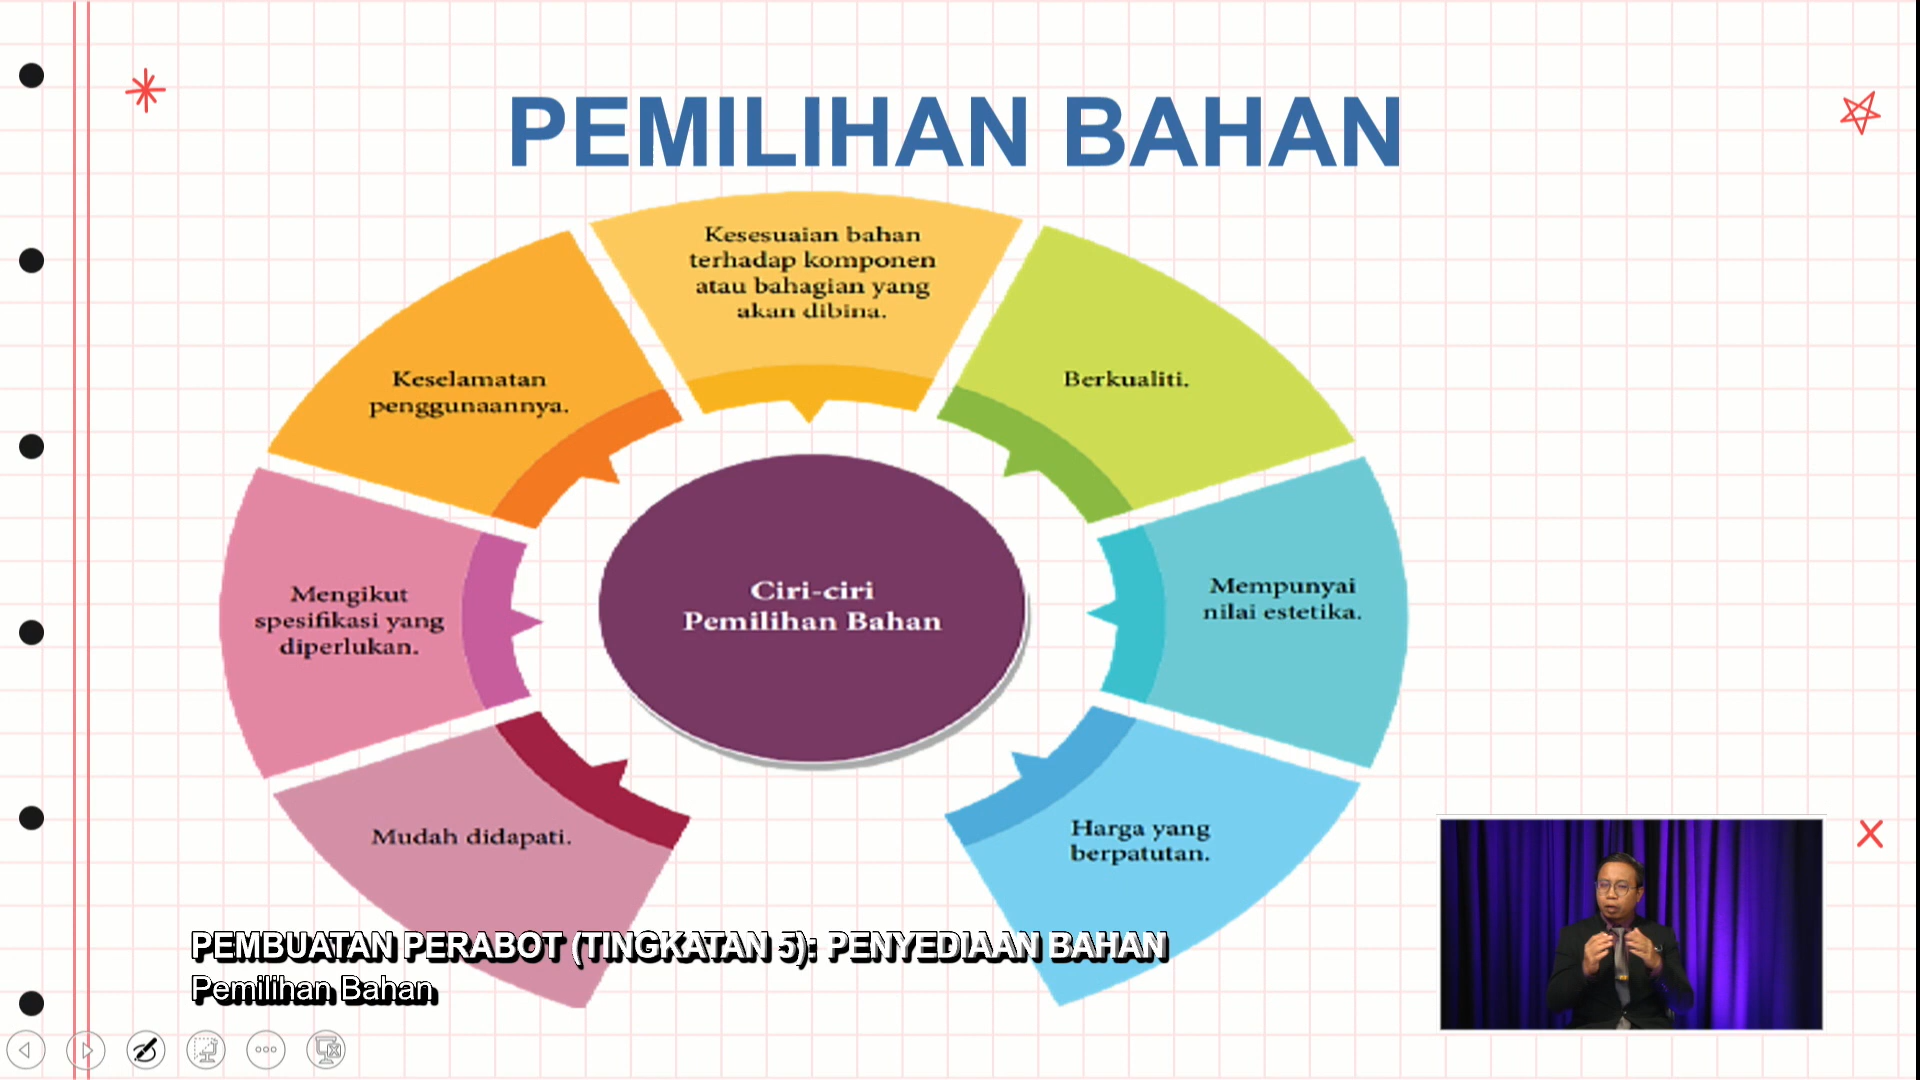 PEMILIHAN BAHAN
Kesesuaian bahan
terhadap komponen
atau bahagian yang
akan dibina.
Keselamatan
penggunaannya.
Berkualiti.
Mengikut
spesifikasi yang
diperlukan.
Ciri-ciri
Pemilihan Bahan
Mempunyai
nilai estetika.
Mudah didapati.
Harga yang
berpatutan.
PEMBUATAN PERABOT (TINGKATAN 5): PENYEDIAAN BAHAN
Pemilihan Bahan